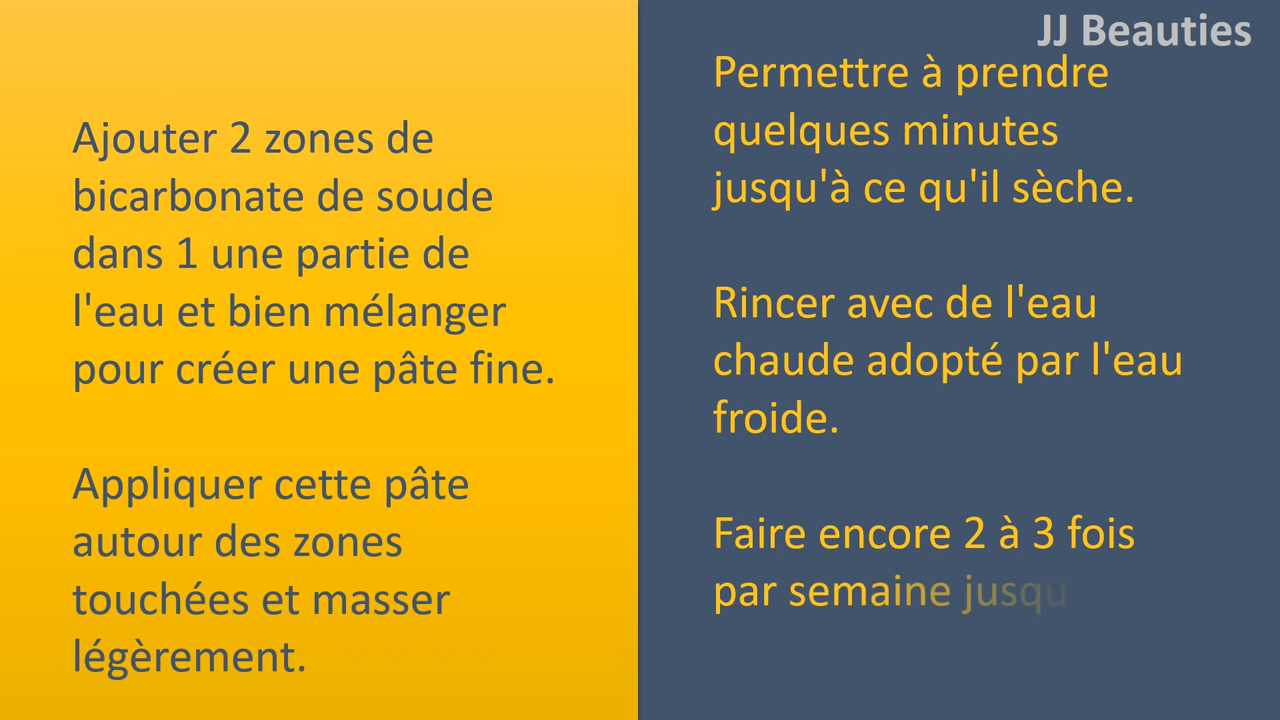 Ajouter 2 zones de
bicarbonate de soude
dans 1 une partie de
l'eau et bien mélanger
pour créer une pâte fine.
Appliquer cette pâte
autour des zones
touchées et masser
légèrement.
JJ Beauties
Permettre à prendre
quelques minutes
jusqu'à ce qu'il sèche.
Rincer avec de l'eau
chaude adopté par l'eau
froide.
Faire encore 2 à 3 fois
par semaine jusqu